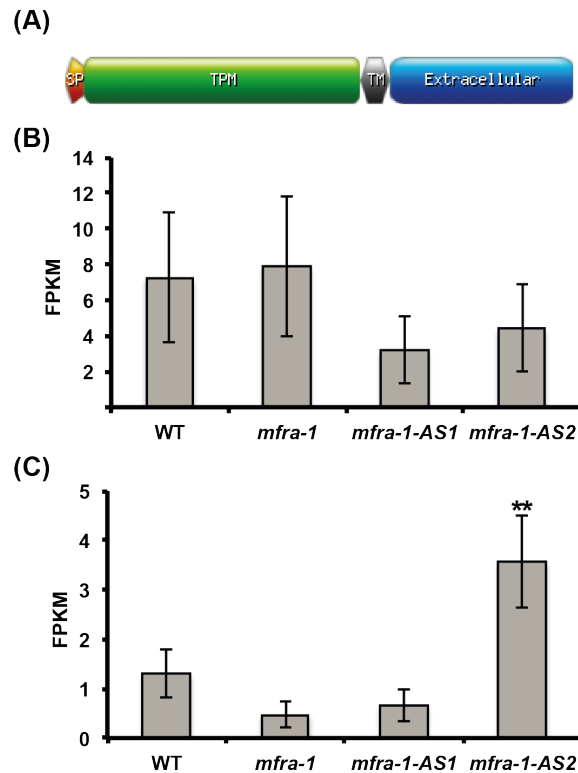 (A)
SP TPM TM Extracellular
(B)
14
12
10
8
6
4
2
FPKM
WT mfra-1 mfra-1-AS1 mfra-1-AS2
(C)
5
4
3
2
1
0
FPKM
**
WT mfra-1 mfra-1-AS1 mfra-1-AS2